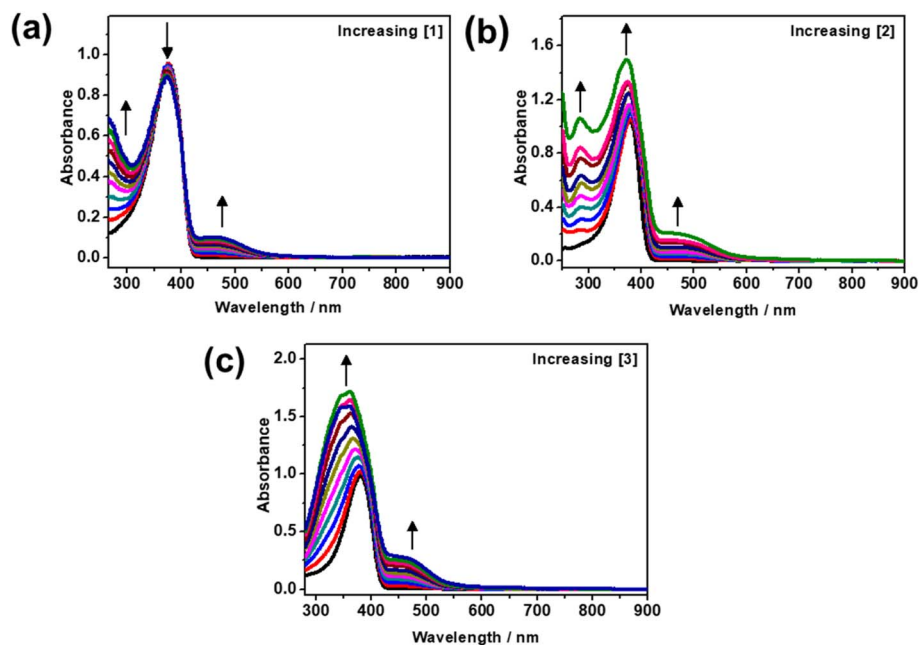 (a)
Increasing [1]
1.0
0.8
0.6
0.4
0.2
0.0
Absorbance
300 400 500 600 700 800 900
Wavelength / nm
(b)
Increasing [2]
1.6
1.2
0.8
0.4
0.0
Absorbance
300 400 500 600 700 800 900
Wavelength / nm
(c)
Increasing [3]
2.0
1.5
1.0
0.5
0.0
Absorbance
300 400 500 600 700 800 900
Wavelength / nm